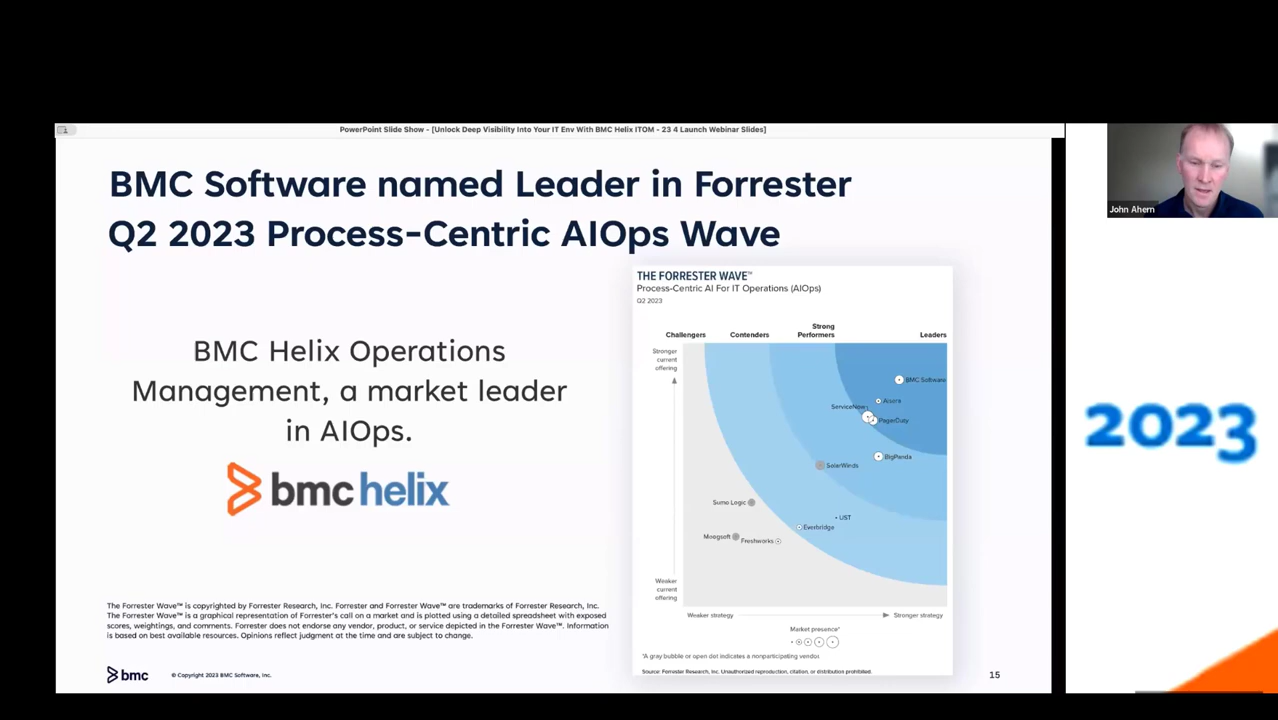 PowerPoint Slide Show - [Unlock Deep Visibility Into Your IT Env With BMC Helix ITOM - 23 4 Launch Webinar Slides]
John Ahern
BMC Software named Leader in Forrester
Q2 2023 Process-Centric AIOps Wave
BMC Helix Operations
Management, a market leader
in AIOps.
bmc helix
THE FORRESTER WAVE™
Process-Centric AI For IT Operations (AIOps)
Q2 2023
Challengers
Contenders
Strong
Performers
Leaders
Stronger
current
offering
BMC Software
Aisera
ServiceNow
PagerDuty
BigPanda
SolarWinds
Sumo Logic
UST
Everbridge
Moogsoft
Freshworks
Weaker
current
offering
Weaker strategy
Stronger strategy
Market presence*
*A gray bubble or open dot indicates a nonparticipating vendor.
Source: Forrester Research, Inc. Unauthorized reproduction, citation, or distribution prohibited.
2023
The Forrester Wave™ is copyrighted by Forrester Research, Inc. Forrester and Forrester Wave™ are trademarks of Forrester Research, Inc.
The Forrester Wave™ is a graphical representation of Forrester's call on a market and is plotted using a detailed spreadsheet with exposed
scores, weightings, and comments. Forrester does not endorse any vendor, product, or service depicted in the Forrester Wave™. Information
is based on best available resources. Opinions reflect judgment at the time and are subject to change.
bmc
© Copyright 2023 BMC Software, Inc.
15